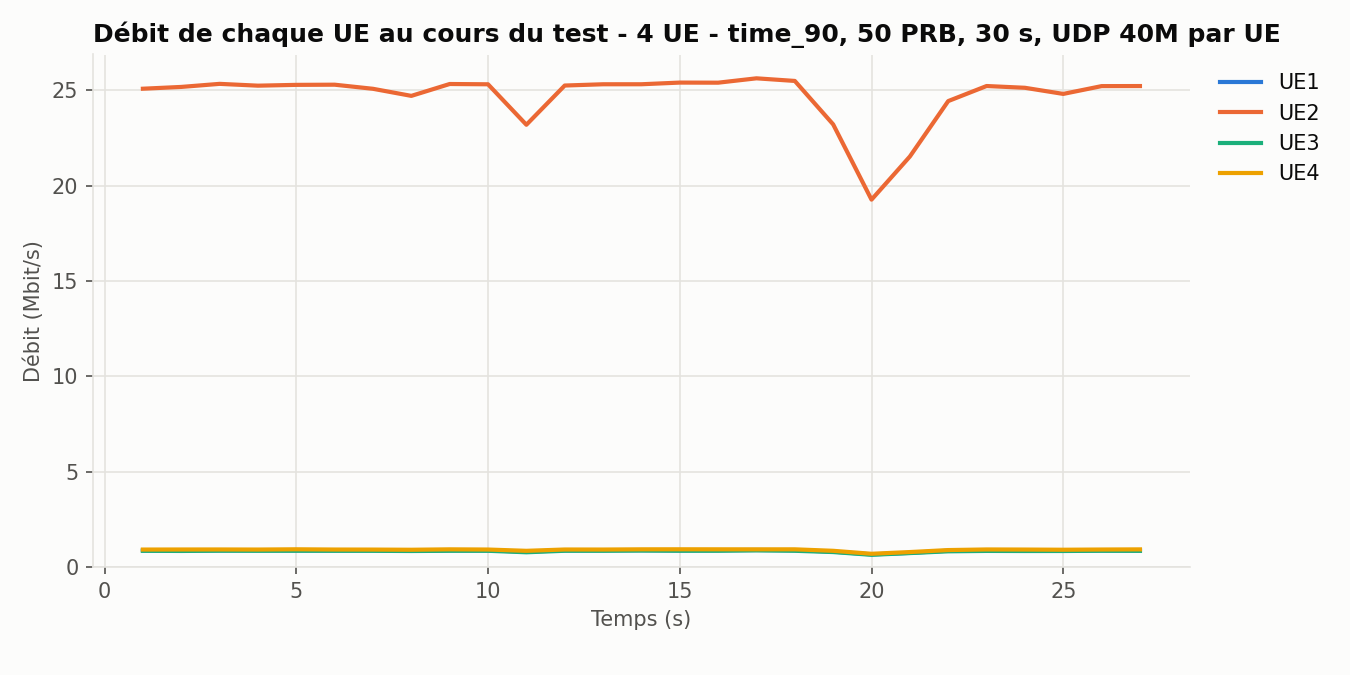 Débit de chaque UE au cours du test - 4 UE - time_90, 50 PRB, 30 s, UDP 40M par UE
Débit (Mbit/s)
25
20
15
10
5
0
0 5 10 15 20 25
Temps (s)
UE1
UE2
UE3
UE4